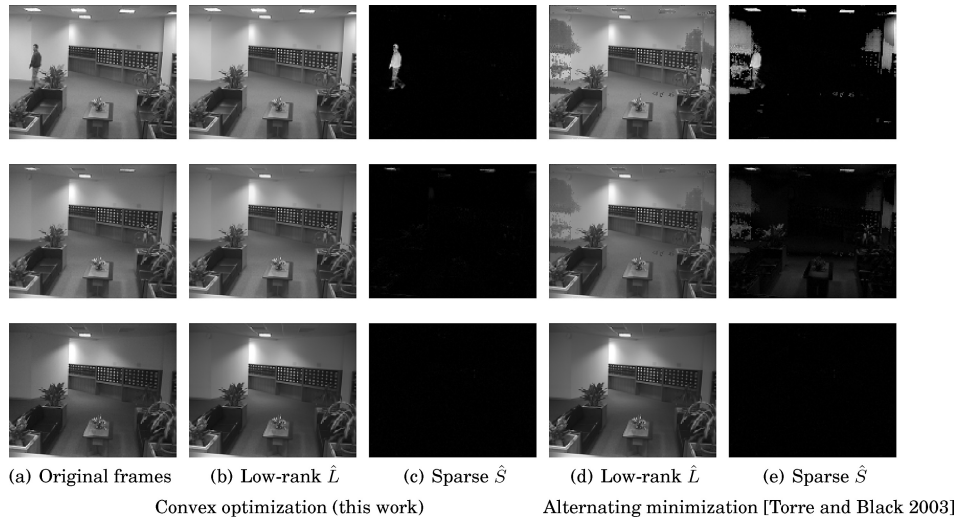 (a) Original frames (b) Low-rank L̂ (c) Sparse Ŝ (d) Low-rank L̂ (e) Sparse Ŝ
Convex optimization (this work) Alternating minimization [Torre and Black 2003]